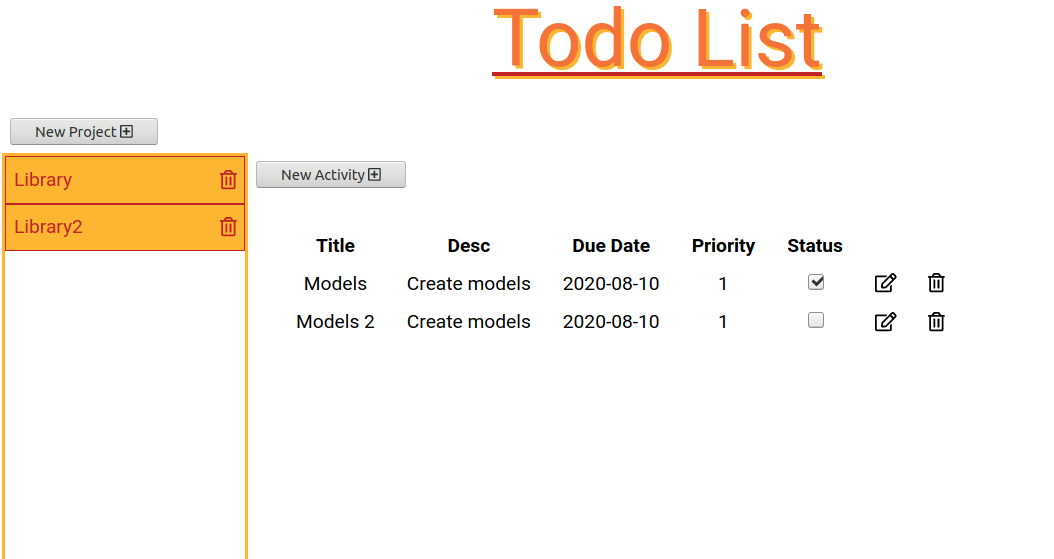 Todo List
New Project
Library
Library2
New Activity
Title Desc Due Date Priority Status
Models Create models 2020-08-10 1
Models 2 Create models 2020-08-10 1